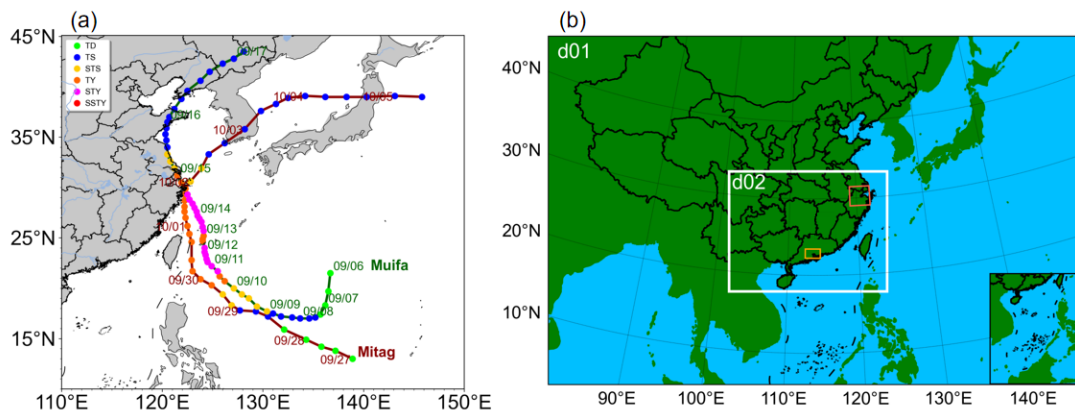 (a)
45°N
40°N
35°N
30°N
25°N
20°N
15°N
110°E
120°E
130°E
140°E
150°E
TD
TS
STS
TY
STY
SSTY
09/17
10/04
10/05
09/16
10/03
09/15
10/02
09/14
10/01
09/13
09/12
09/11
09/06
Muifa
09/30
09/10
09/07
09/29
09/09
09/08
09/28
Mitag
09/27
(b)
d01
d02
40°N
30°N
20°N
10°N
90°E
100°E
110°E
120°E
130°E
140°E